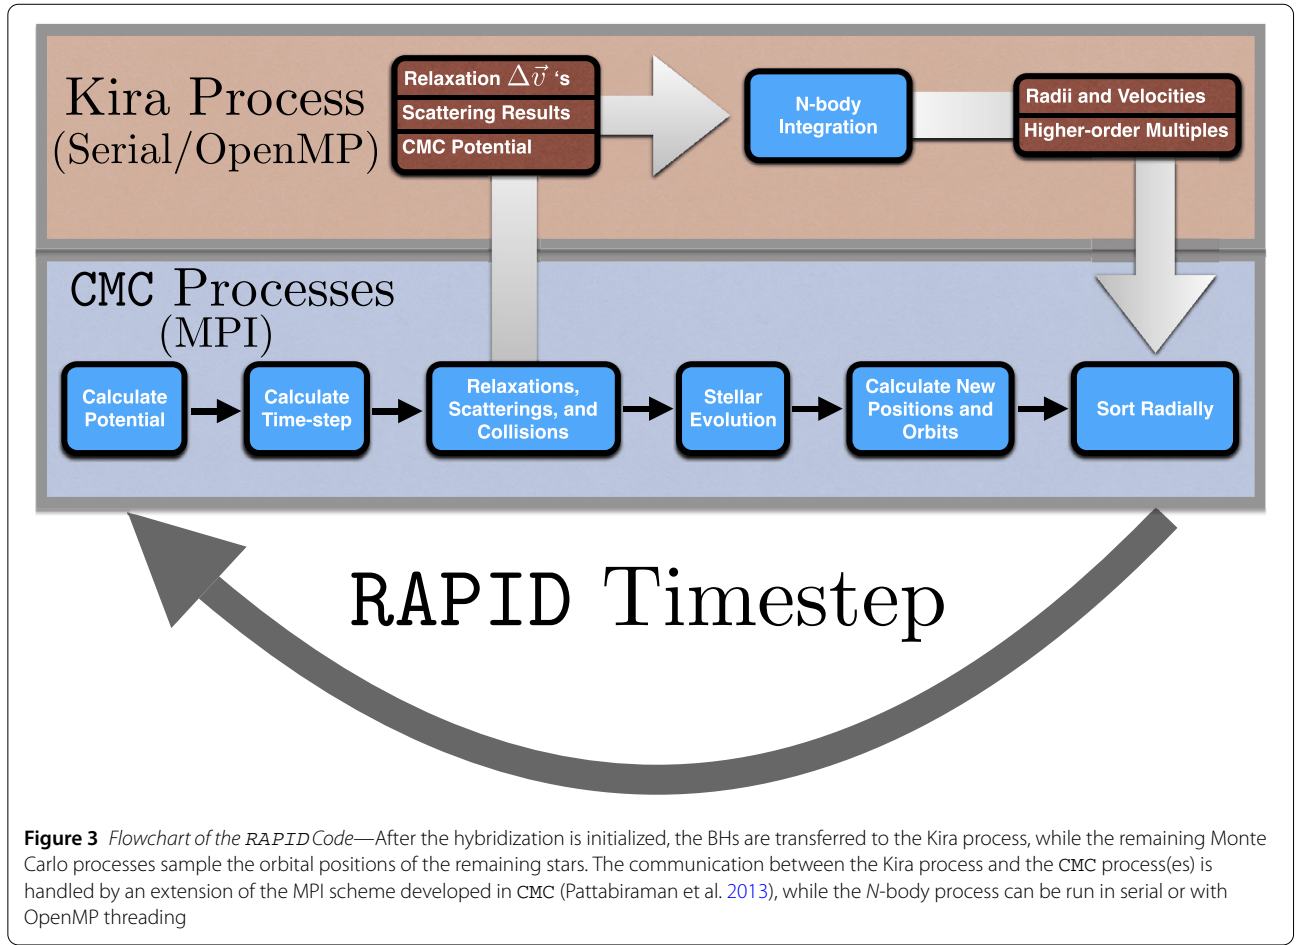 Kira Process
(Serial/OpenMP)
Relaxation Δv⃗ 's
Scattering Results
CMC Potential
N-body
Integration
Radii and Velocities
Higher-order Multiples
CMC Processes
(MPI)
Calculate
Potential
Calculate
Time-step
Relaxations,
Scatterings, and
Collisions
Stellar
Evolution
Calculate New
Positions and
Orbits
Sort Radially
RAPID Timestep
Figure 3 Flowchart of the RAPID Code—After the hybridization is initialized, the BHs are transferred to the Kira process, while the remaining Monte
Carlo processes sample the orbital positions of the remaining stars. The communication between the Kira process and the CMC process(es) is
handled by an extension of the MPI scheme developed in CMC (Pattabiraman et al. 2013), while the N-body process can be run in serial or with
OpenMP threading